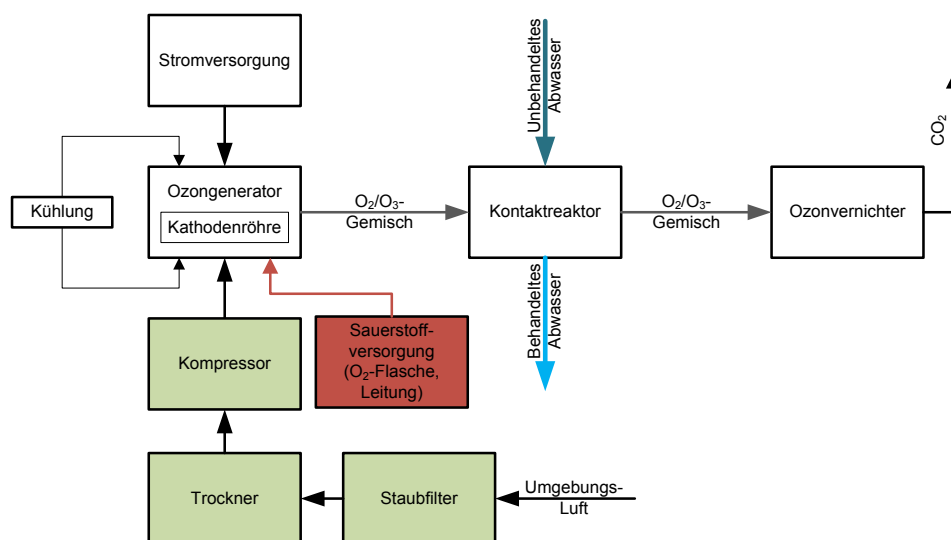 Stromversorgung
Unbehandeltes
Abwasser
CO₂
Kühlung
Ozongenerator
Kathodenröhre
O₂/O₃-
Gemisch
Kontaktreaktor
O₂/O₃-
Gemisch
Ozonvernichter
Behandeltes
Abwasser
Kompressor
Sauerstoff-
versorgung
(O₂-Flasche,
Leitung)
Trockner
Staubfilter
Umgebungs-
Luft